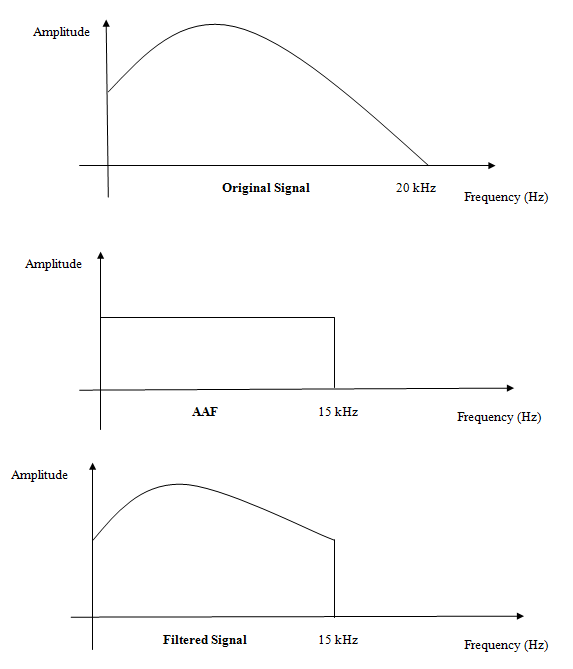 Amplitude
Original Signal
20 kHz
Frequency (Hz)
Amplitude
AAF
15 kHz
Frequency (Hz)
Amplitude
Filtered Signal
15 kHz
Frequency (Hz)